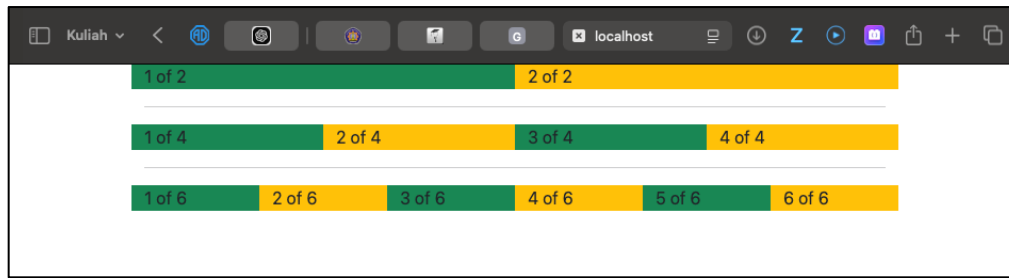 Kuliah localhost
1 of 2 2 of 2
1 of 4 2 of 4 3 of 4 4 of 4
1 of 6 2 of 6 3 of 6 4 of 6 5 of 6 6 of 6